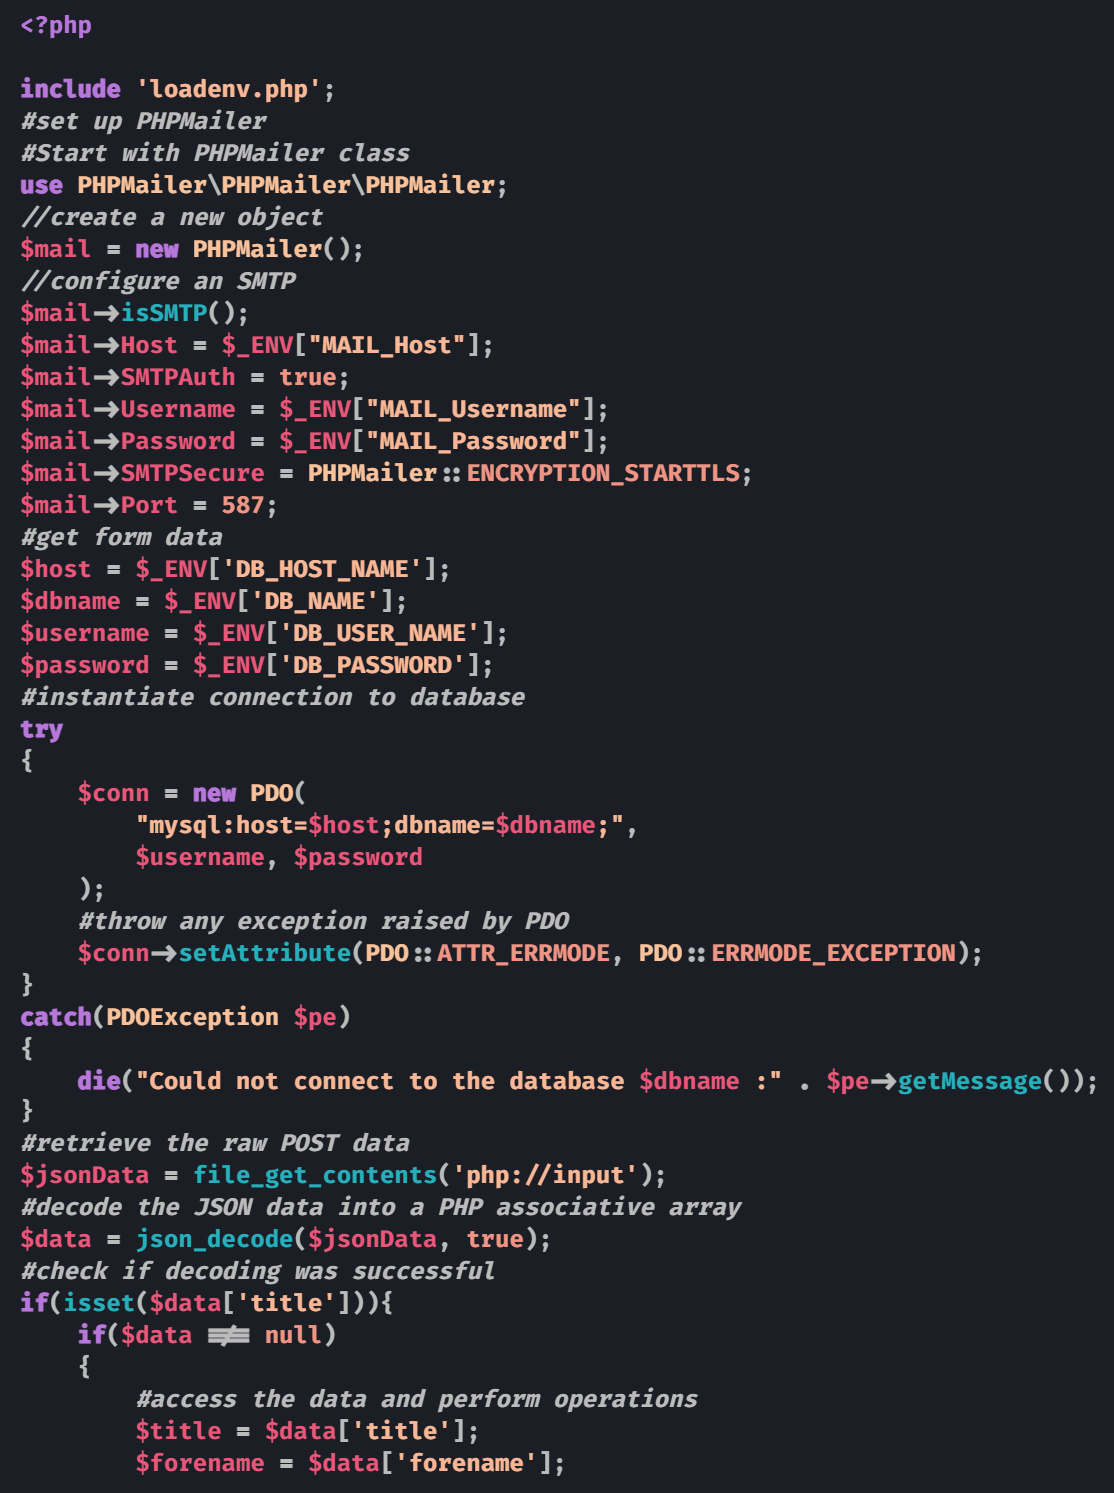 <?php

include 'loadenv.php';
#set up PHPMailer
#Start with PHPMailer class
use PHPMailer\PHPMailer\PHPMailer;
//create a new object
$mail = new PHPMailer();
//configure an SMTP
$mail->isSMTP();
$mail->Host = $_ENV["MAIL_Host"];
$mail->SMTPAuth = true;
$mail->Username = $_ENV["MAIL_Username"];
$mail->Password = $_ENV["MAIL_Password"];
$mail->SMTPSecure = PHPMailer::ENCRYPTION_STARTTLS;
$mail->Port = 587;
#get form data
$host = $_ENV['DB_HOST_NAME'];
$dbname = $_ENV['DB_NAME'];
$username = $_ENV['DB_USER_NAME'];
$password = $_ENV['DB_PASSWORD'];
#instantiate connection to database
try
{
    $conn = new PDO(
        "mysql:host=$host;dbname=$dbname;",
        $username, $password
    );
    #throw any exception raised by PDO
    $conn->setAttribute(PDO::ATTR_ERRMODE, PDO::ERRMODE_EXCEPTION);
}
catch(PDOException $pe)
{
    die("Could not connect to the database $dbname :" . $pe->getMessage());
}
#retrieve the raw POST data
$jsonData = file_get_contents('php://input');
#decode the JSON data into a PHP associative array
$data = json_decode($jsonData, true);
#check if decoding was successful
if(isset($data['title'])){
    if($data !== null)
    {
        #access the data and perform operations
        $title = $data['title'];
        $forename = $data['forename'];